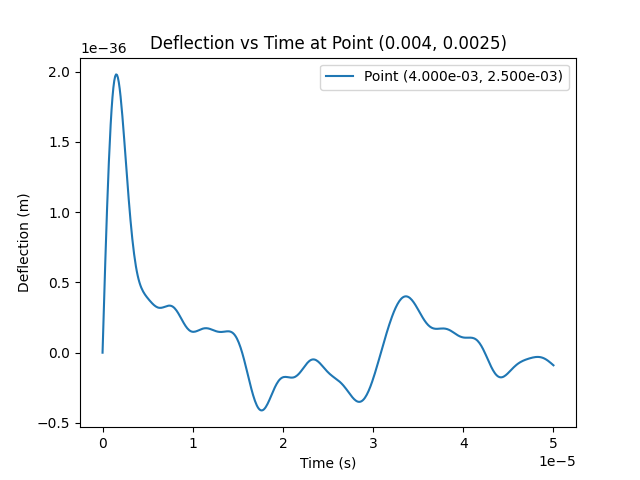 Deflection vs Time at Point (0.004, 0.0025)
1e−36
Point (4.000e-03, 2.500e-03)
2.0
1.5
1.0
0.5
0.0
−0.5
Deflection (m)
0 1 2 3 4 5
1e−5
Time (s)